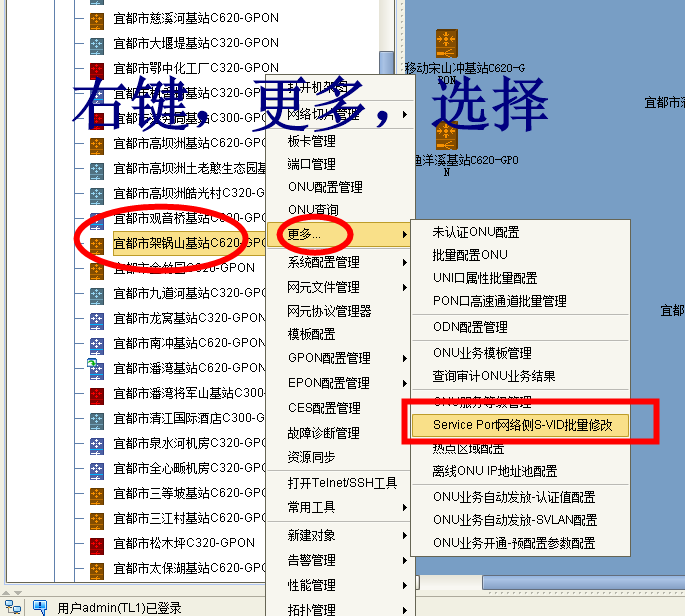 宜都市慈溪河基站C620-GPON
宜都市大堰堤基站C320-GPON
宜都市鄂中化工厂C320-GPON
右键，更多，选择
宜都市高坝洲基站C620-GPON
宜都市高坝洲土老憨生态园基
宜都市高坝洲皓光村C320-G
宜都市观音桥基站C620-GPO
宜都市架锅山基站C620-GPO
宜都市九道河基站C620-GPO
宜都市龙窝基站C620-GPON
宜都市南冲基站C620-GPON
宜都市潘湾基站C620-GPON
宜都市潘湾将军山基站C300-
宜都市清江国际酒店C300-G
宜都市泉水河机房C320-GPO
宜都市全心畈机房C320-GPO
宜都市三等坡基站C620-GPO
宜都市三江村基站C620-GPO
宜都市松木坪C320-GPON
宜都市太保湖基站C620-GPO
用户admin(TL1)已登录
打开机架图
网络切片管理
板卡管理
端口管理
ONU配置管理
ONU查询
更多...
系统配置管理
网元文件管理
网元协议管理器
模板配置
GPON配置管理
EPON配置管理
CES配置管理
故障诊断管理
资源同步
打开Telnet/SSH工具
常用工具
新建对象
告警管理
性能管理
拓扑管理
未认证ONU配置
批量配置ONU
UNI口属性批量配置
PON口高速通道批量管理
ODN配置管理
ONU业务模板管理
查询审计ONU业务结果
ONU服务等级管理
Service Port网络侧S-VID批量修改
热点区域配置
离线ONU IP地址池配置
ONU业务自动发放-认证值配置
ONU业务自动发放-SVLAN配置
ONU业务开通-预配置参数配置
移动宋山冲基站C620-G
PON
渔洋溪基站C620-GPO
N
宜都市潘
宜都